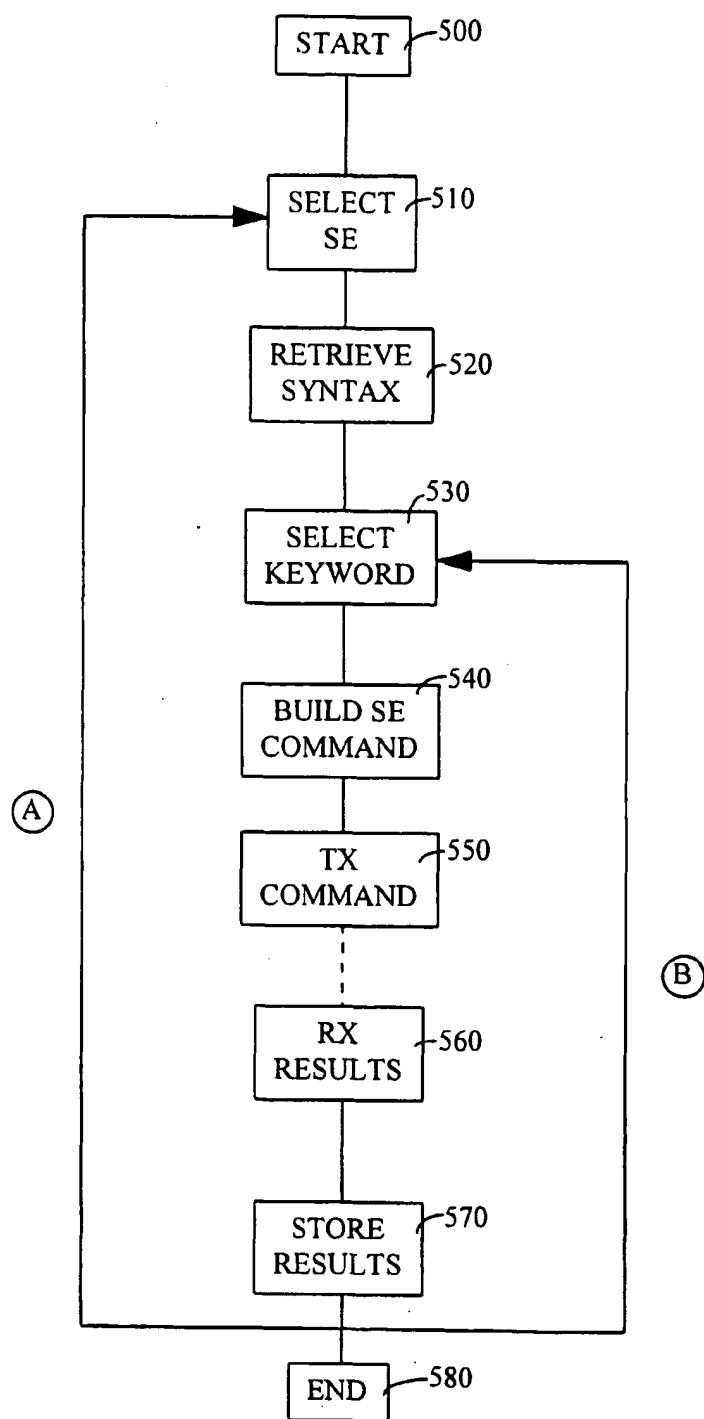 START
500
SELECT
SE
510
RETRIEVE
SYNTAX
520
530
SELECT
KEYWORD
540
BUILD SE
COMMAND
A
TX
COMMAND
550
B
RX
RESULTS
560
STORE
RESULTS
570
END
580